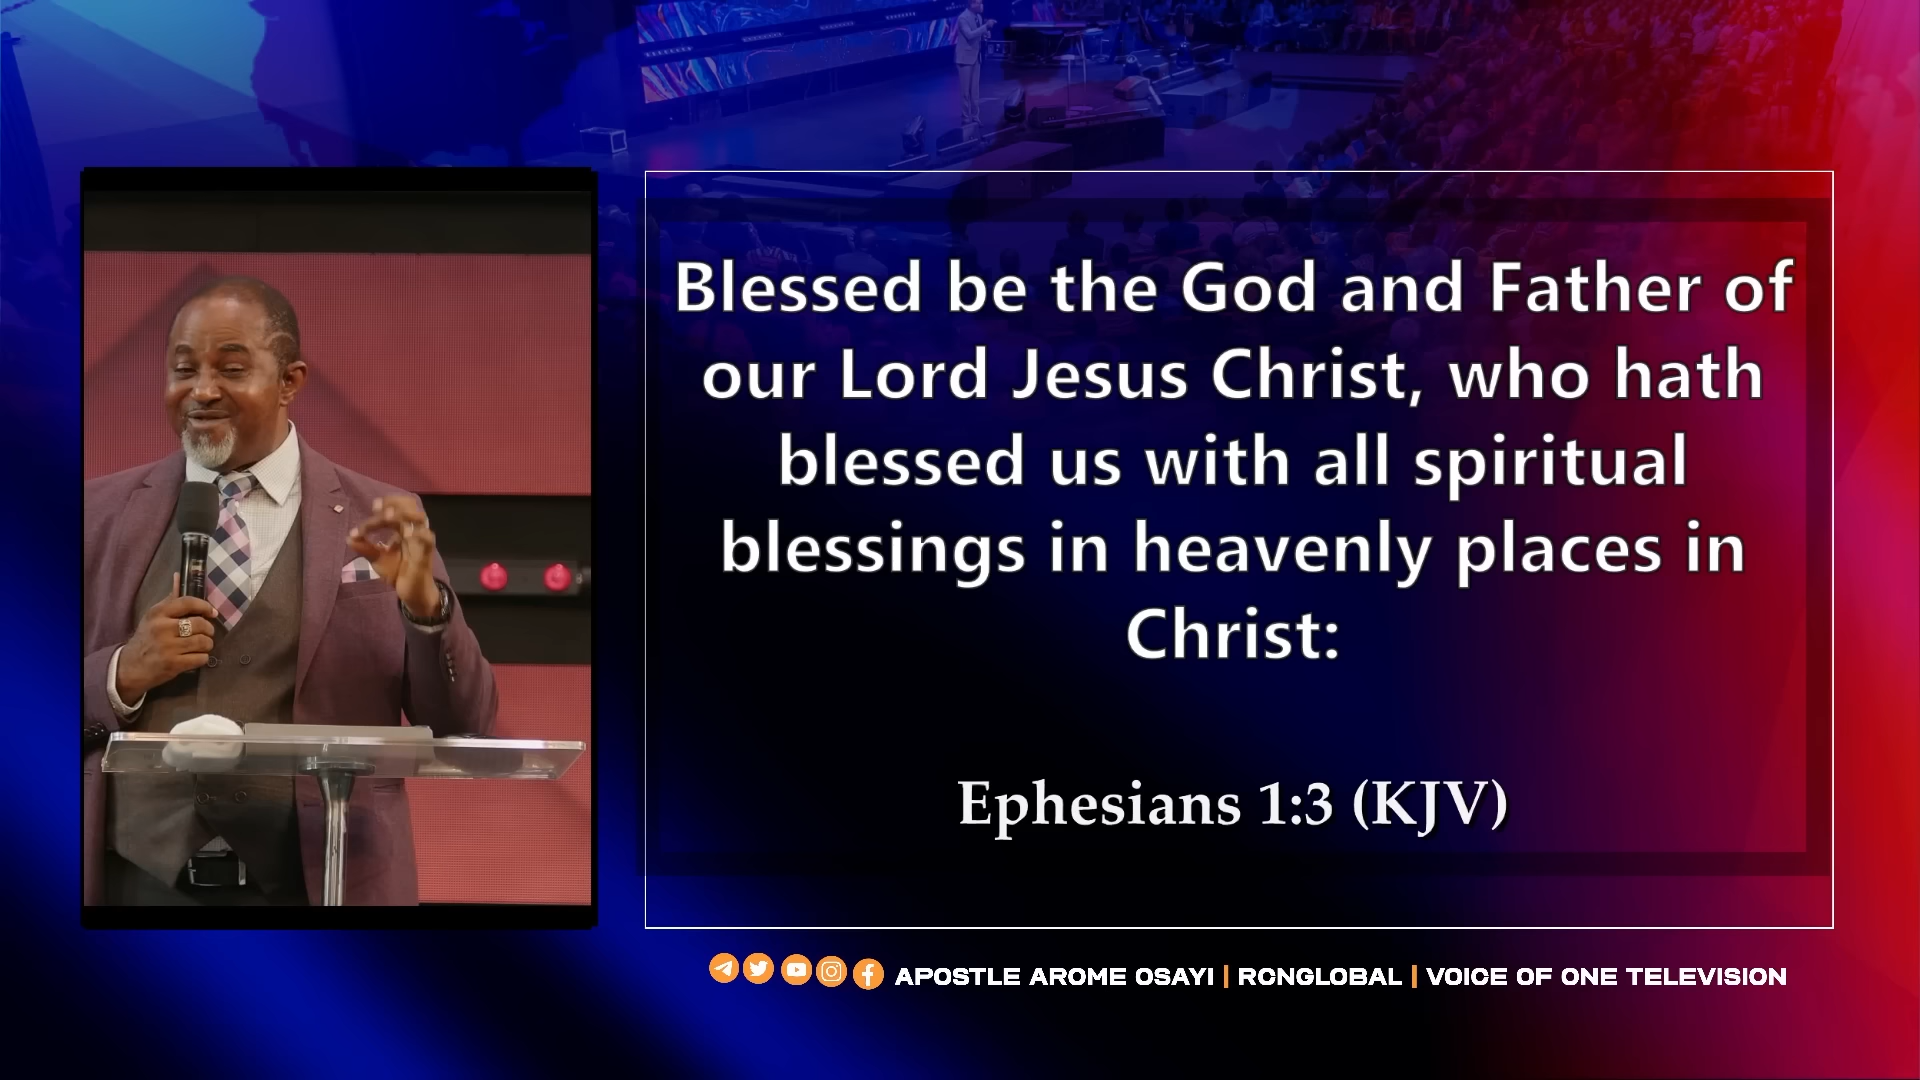 Blessed be the God and Father of
our Lord Jesus Christ, who hath
blessed us with all spiritual
blessings in heavenly places in
Christ:
Ephesians 1:3 (KJV)
APOSTLE AROME OSAYI | RCNGLOBAL | VOICE OF ONE TELEVISION